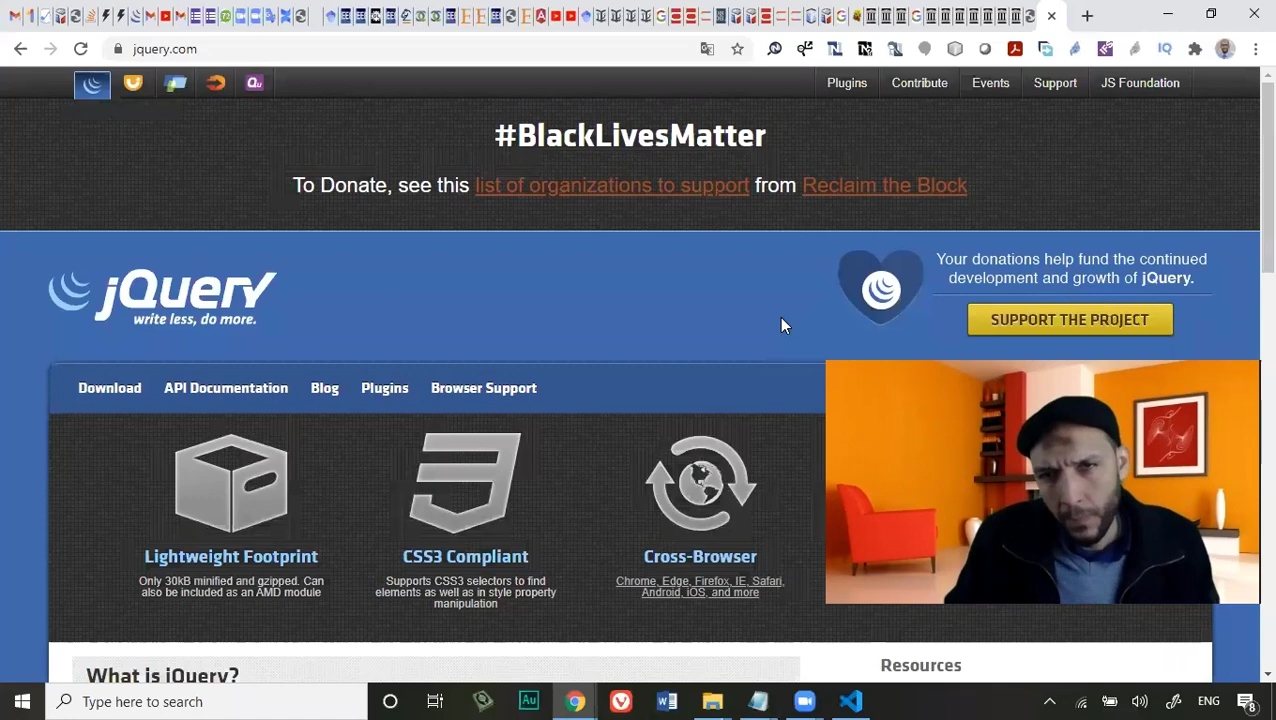 jquery.com
Plugins
Contribute
Events
Support
JS Foundation
#BlackLivesMatter
To Donate, see this list of organizations to support from Reclaim the Block
jQuery
write less, do more.
Your donations help fund the continued
development and growth of jQuery.
SUPPORT THE PROJECT
Download
API Documentation
Blog
Plugins
Browser Support
Lightweight Footprint
Only 30kB minified and gzipped. Can
also be included as an AMD module
CSS3 Compliant
Supports CSS3 selectors to find
elements as well as in style property
manipulation
Cross-Browser
Chrome, Edge, Firefox, IE, Safari,
Android, iOS, and more
What is jQuery?
Resources
Type here to search
Au
ENG
8